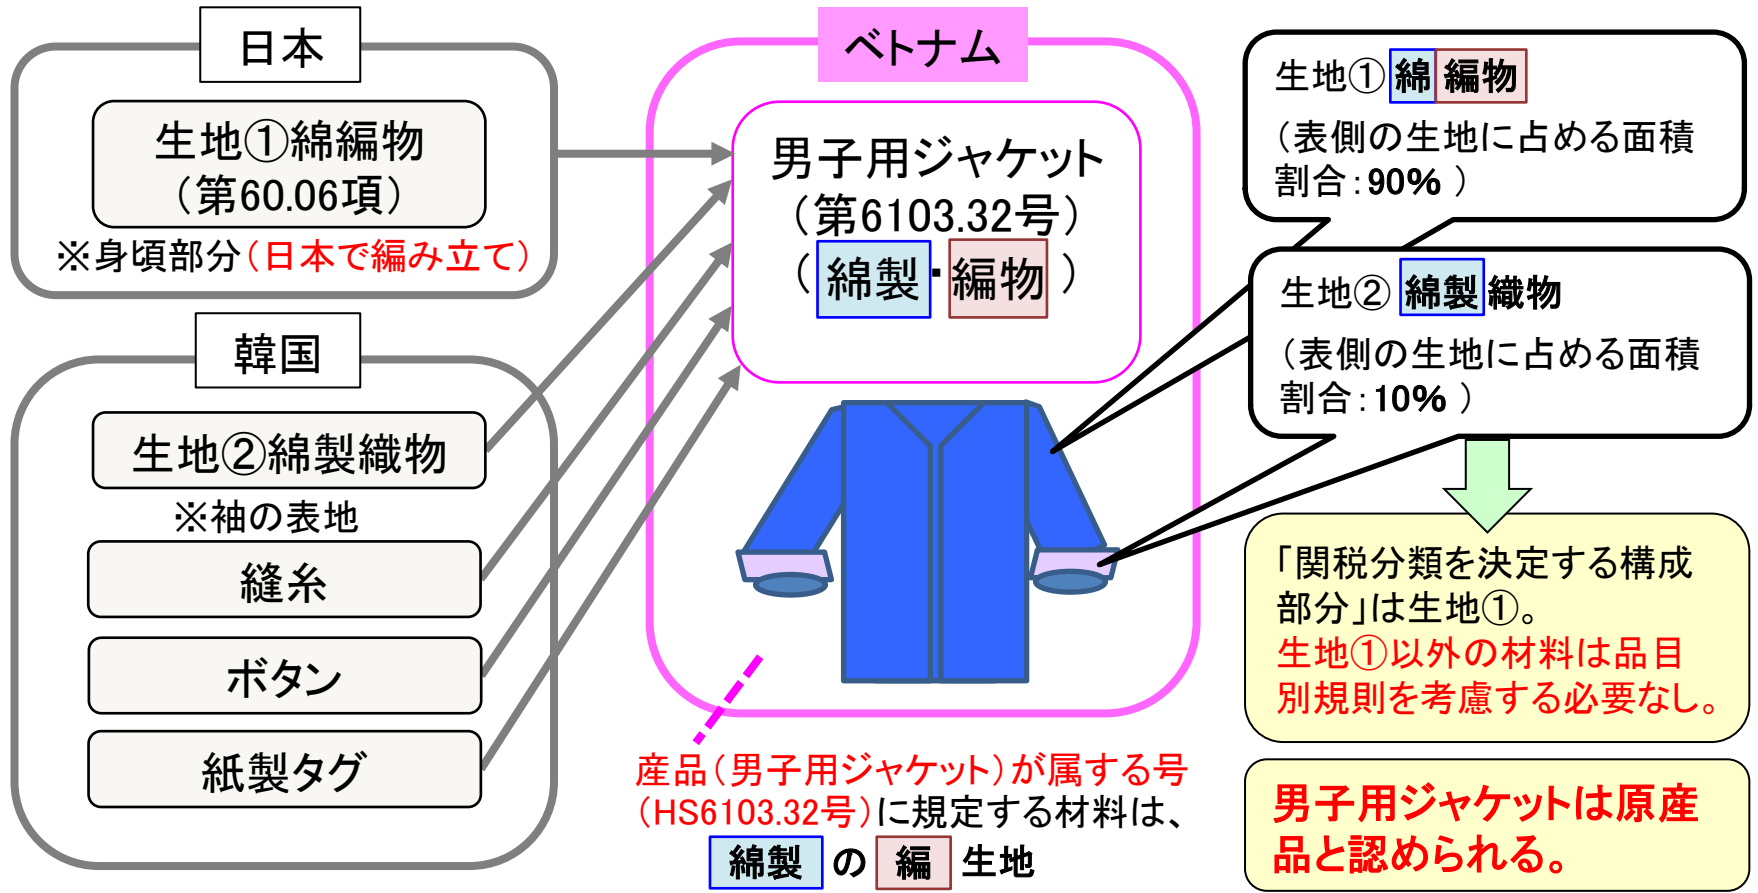 日本
生地①綿編物
（第60.06項）
※身頃部分（日本で編み立て）
韓国
生地②綿製織物
※袖の表地
縫糸
ボタン
紙製タグ
ベトナム
男子用ジャケット
（第6103.32号）
（綿製・編物）
産品（男子用ジャケット）が属する号
（HS6103.32号）に規定する材料は、
綿製の編生地
生地①綿編物
（表側の生地に占める面積
割合：90%）
生地②綿製織物
（表側の生地に占める面積
割合：10%）
「関税分類を決定する構成
部分」は生地①。
生地①以外の材料は品目
別規則を考慮する必要なし。
男子用ジャケットは原産
品と認められる。